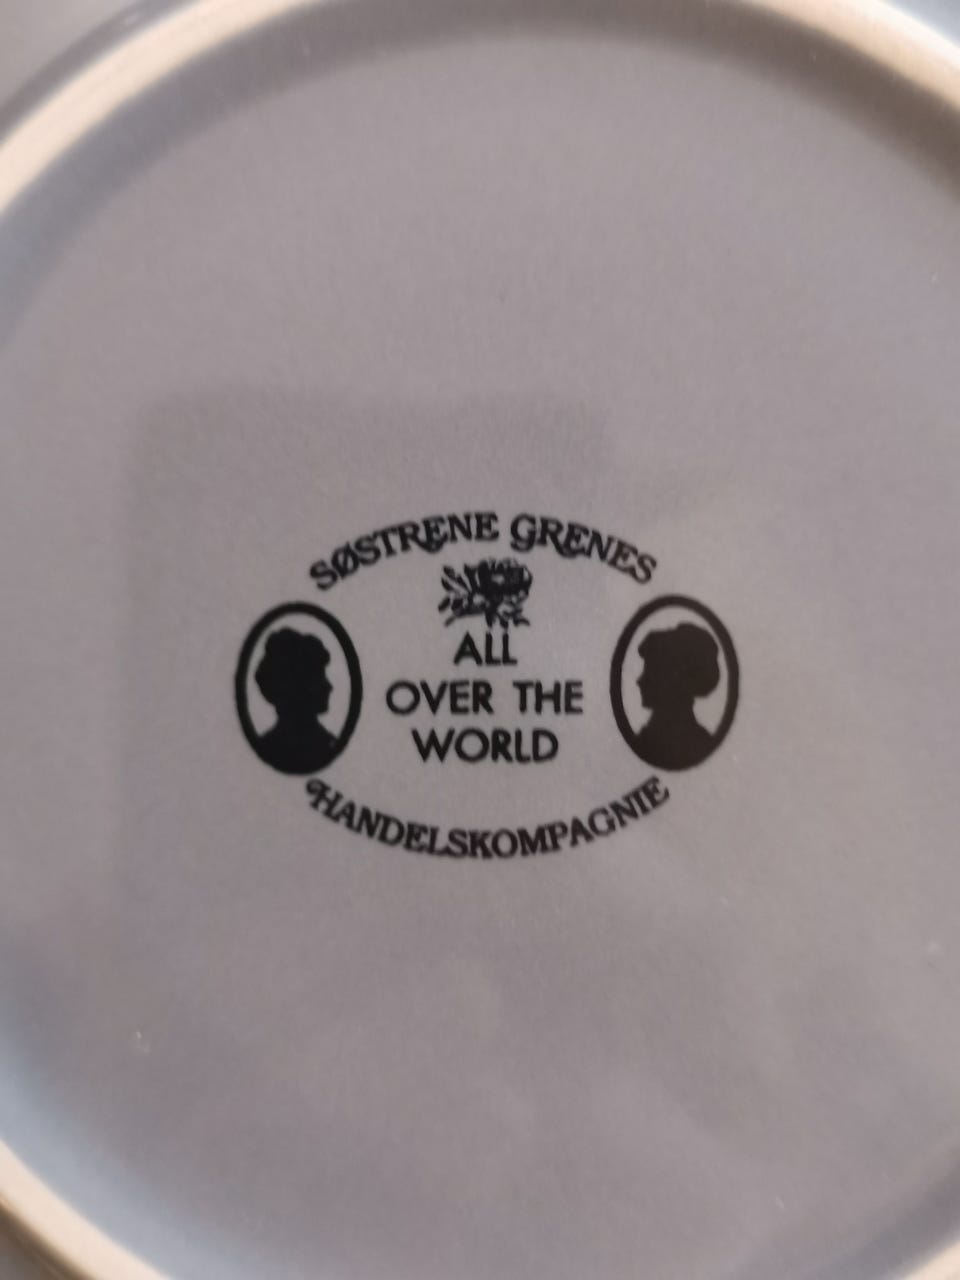 SØSTRENE GRENES
ALL
OVER THE
WORLD
HANDELSKOMPAGNIE